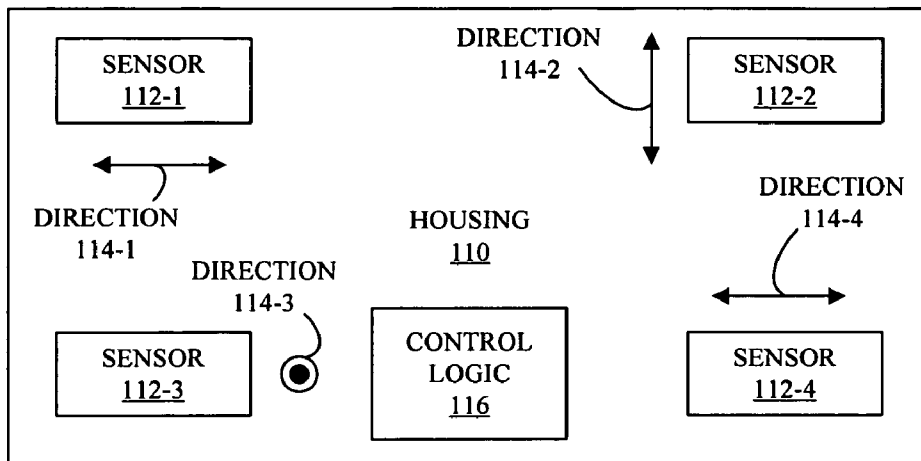 SENSOR
112-1
DIRECTION
114-2
SENSOR
112-2
DIRECTION
114-1
HOUSING
110
DIRECTION
114-4
DIRECTION
114-3
SENSOR
112-3
CONTROL
LOGIC
116
SENSOR
112-4